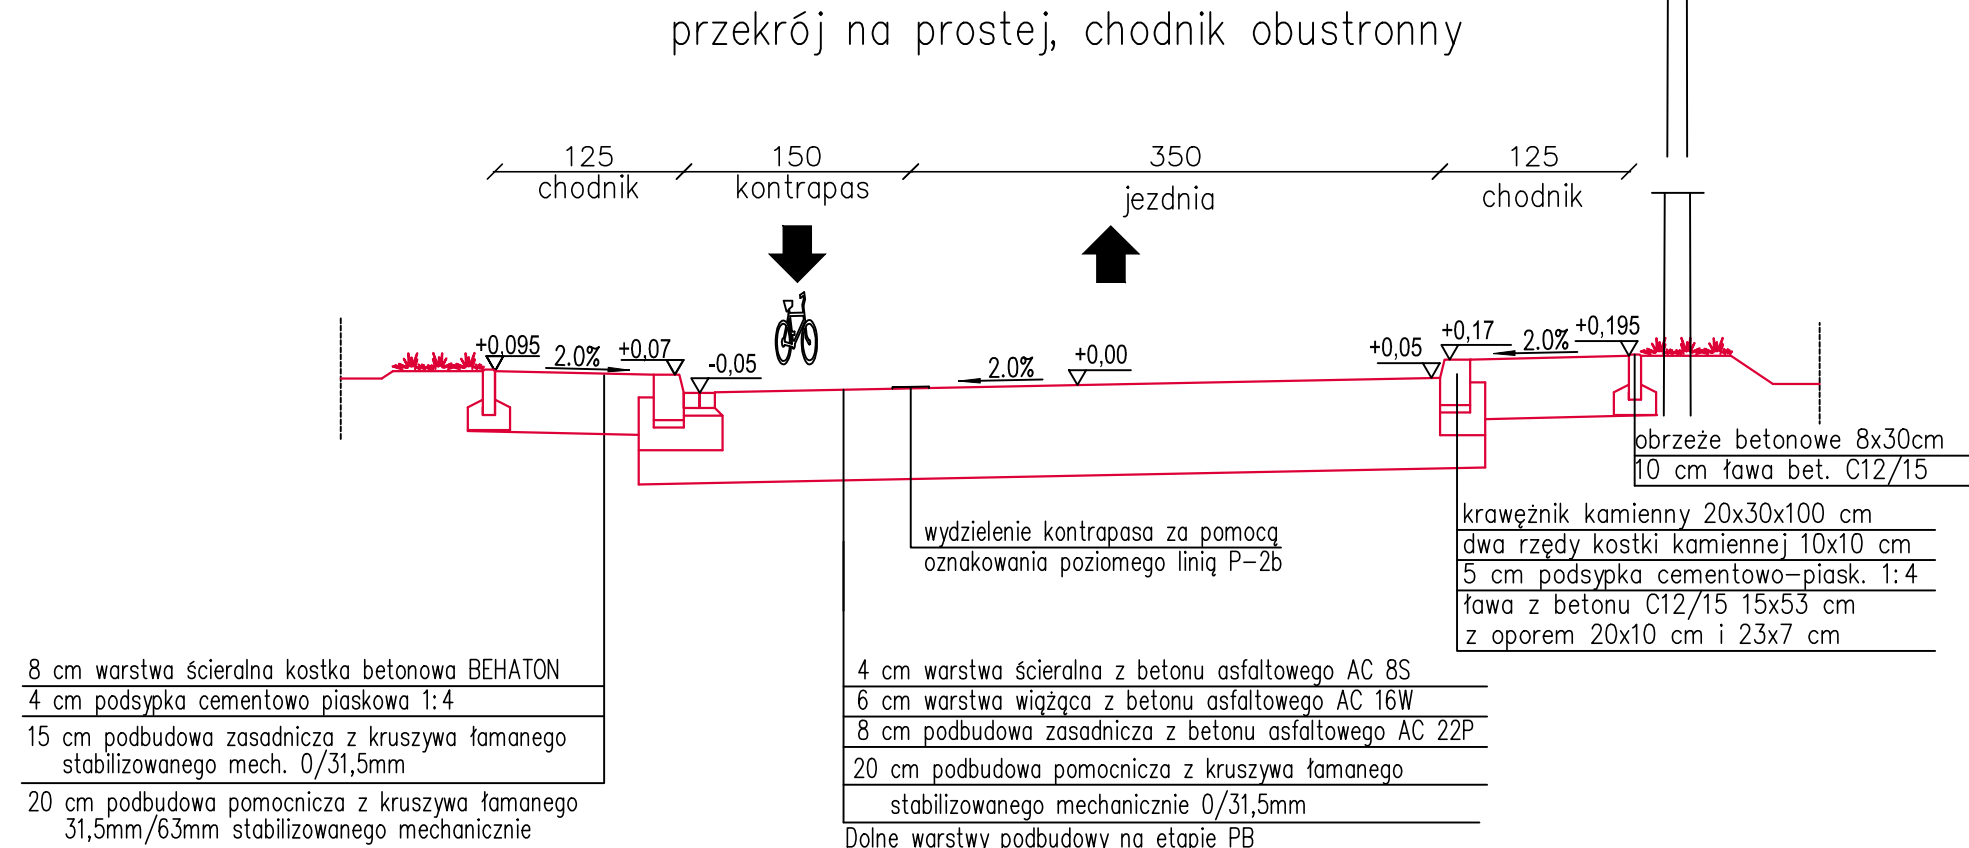 przekrój na prostej, chodnik obustronny
125 150 350 125
chodnik kontrapas jezdnia chodnik
+0,095 2.0% +0,07 -0,05 2.0% +0,00 +0,05 +0,17 2.0% +0,195
obrzeże betonowe 8x30cm
10 cm ława bet. C12/15
krawężnik kamienny 20x30x100 cm
dwa rzędy kostki kamiennej 10x10 cm
5 cm podsypka cementowo-piask. 1:4
ława z betonu C12/15 15x53 cm
z oporem 20x10 cm i 23x7 cm
wydzielenie kontrapasa za pomocą
oznakowania poziomego linią P-2b
8 cm warstwa ścieralna kostka betonowa BEHATON
4 cm podsypka cementowo piaskowa 1:4
15 cm podbudowa zasadnicza z kruszywa łamanego
stabilizowanego mech. 0/31,5mm
20 cm podbudowa pomocnicza z kruszywa łamanego
31,5mm/63mm stabilizowanego mechanicznie
4 cm warstwa ścieralna z betonu asfaltowego AC 8S
6 cm warstwa wiążąca z betonu asfaltowego AC 16W
8 cm podbudowa zasadnicza z betonu asfaltowego AC 22P
20 cm podbudowa pomocnicza z kruszywa łamanego
stabilizowanego mechanicznie 0/31,5mm
Dolne warstwy podbudowy na etapie PB